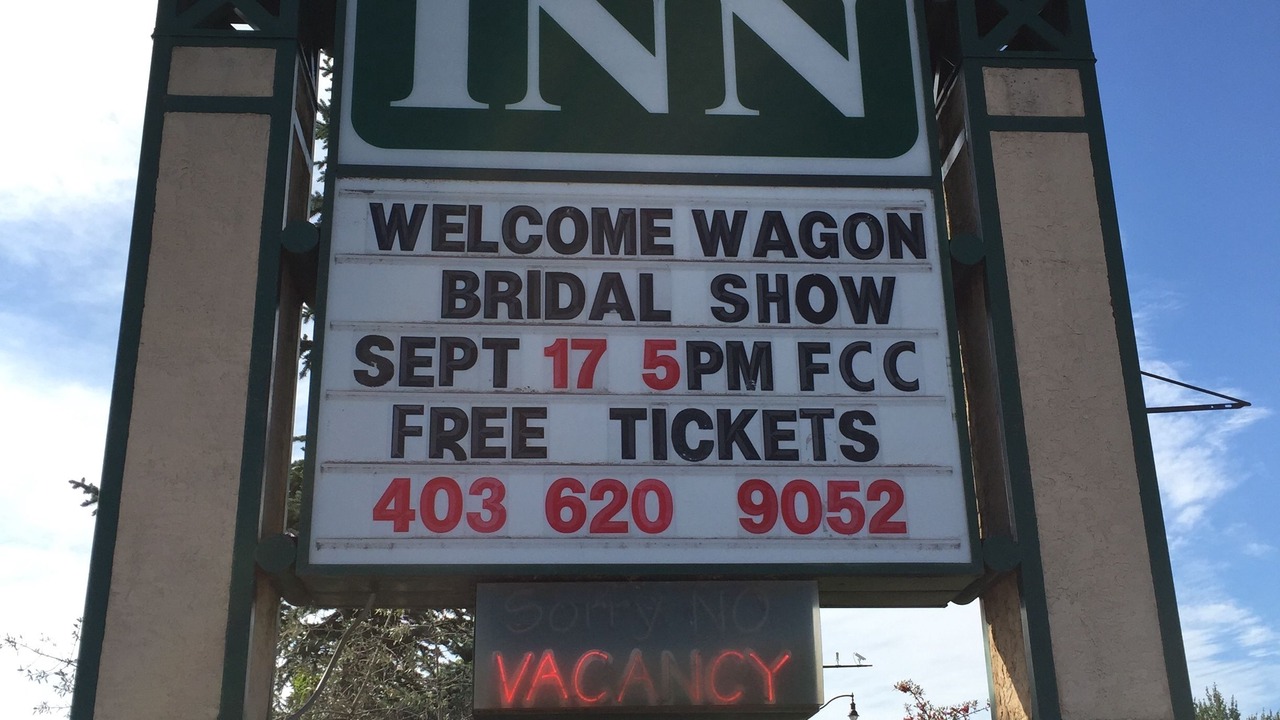 INN
WELCOME WAGON
BRIDAL SHOW
SEPT 17 5PM FCC
FREE TICKETS
403 620 9052
Sorry NO
VACANCY